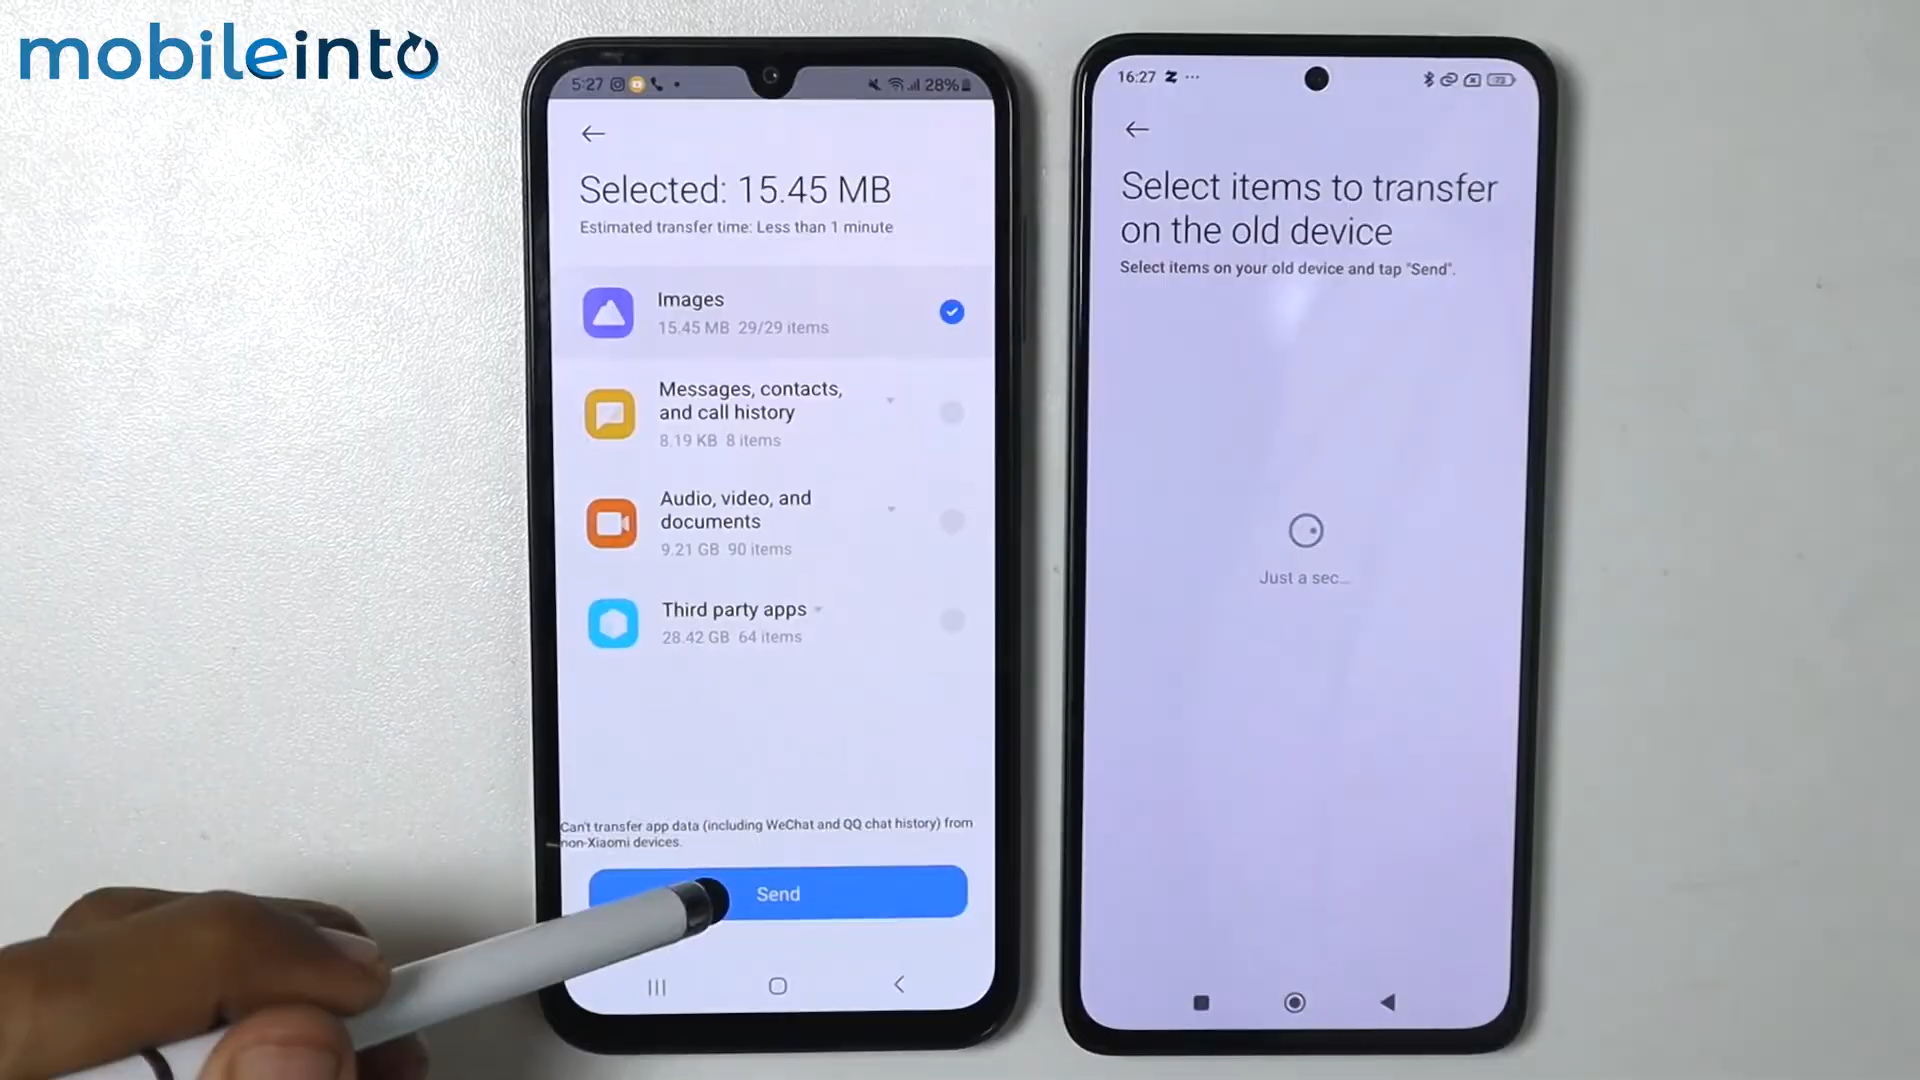 mobileinto
5:27
28%
Selected: 15.45 MB
Estimated transfer time: Less than 1 minute
Images
15.45 MB 29/29 items
Messages, contacts,
and call history
8.19 KB 8 items
Audio, video, and
documents
9.21 GB 90 items
Third party apps
28.42 GB 64 items
Can't transfer app data (including WeChat and QQ chat history) from
non-Xiaomi devices.
Send
16:27
Select items to transfer
on the old device
Select items on your old device and tap "Send".
Just a sec...